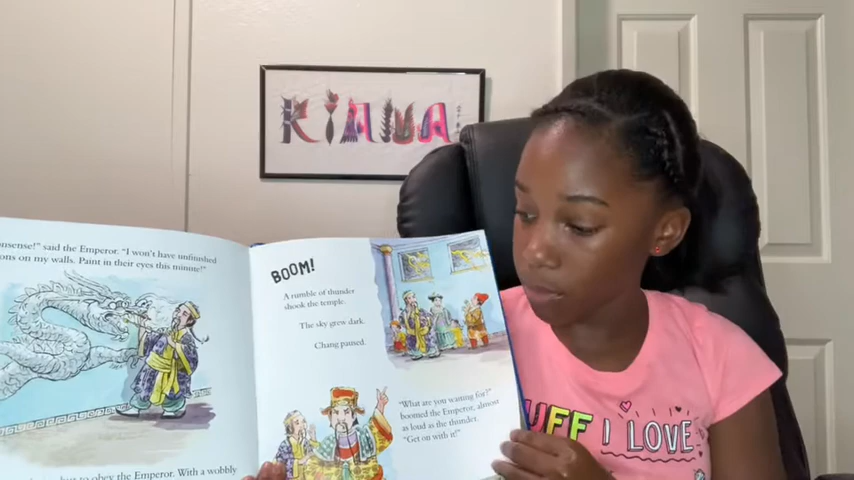 KIANA
nonsense!" said the Emperor. "I won't have unfinished
on my walls. Paint in their eyes this minute!"
to obey the Emperor. With a wobbly
BOOM!
A rumble of thunder
shook the temple.
The sky grew dark.
Chang paused.
"What are you waiting for?"
boomed the Emperor, almost
as loud as the thunder.
"Get on with it!"
LOVE